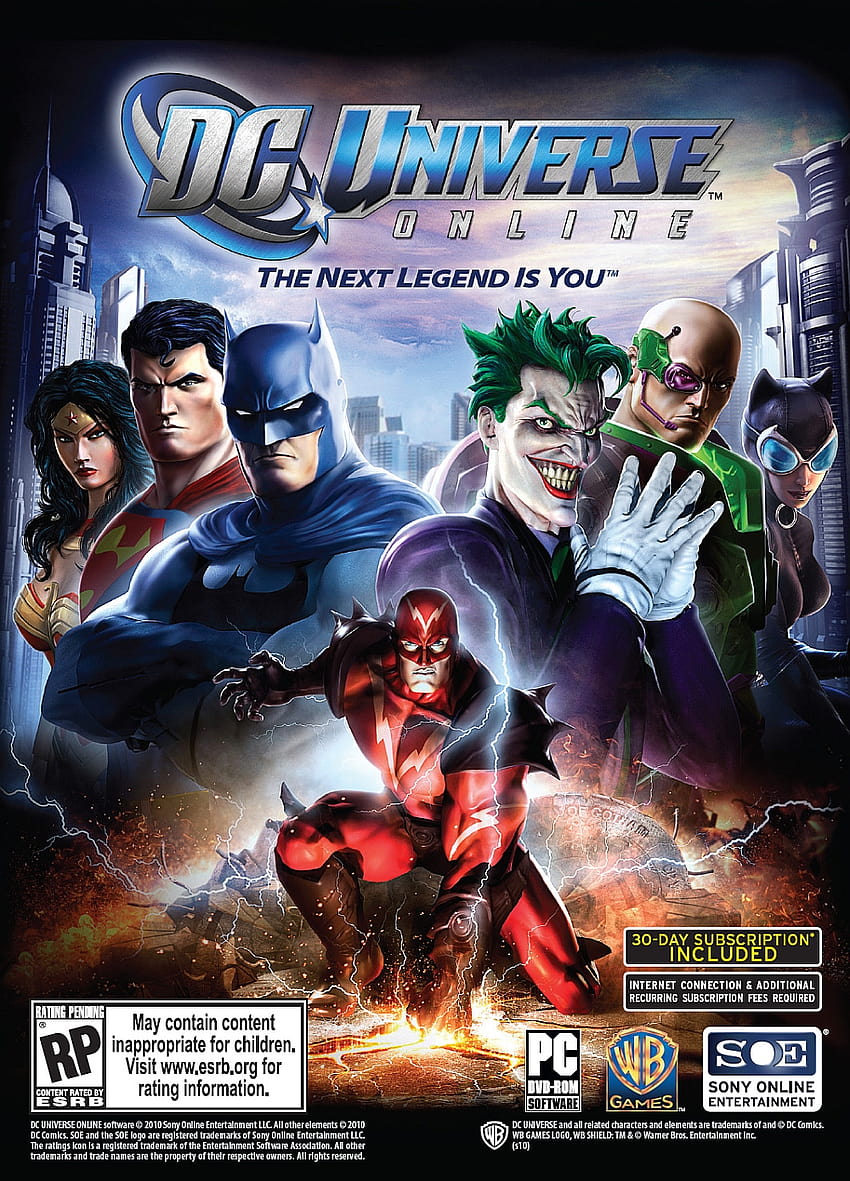 DC UNIVERSE™
ONLINE
THE NEXT LEGEND IS YOU™
OF GOTHAM
30-DAY SUBSCRIPTION*
INCLUDED
INTERNET CONNECTION & ADDITIONAL
RECURRING SUBSCRIPTION FEES REQUIRED
RATING PENDING
RP
®
CONTENT RATED BY
ESRB
May contain content
inappropriate for children.
Visit www.esrb.org for
rating information.
PC
DVD-ROM
SOFTWARE
WB
GAMES™
SOE®
SONY ONLINE
ENTERTAINMENT
DC UNIVERSE ONLINE software © 2010 Sony Online Entertainment LLC. All other elements © 2010
DC Comics. SOE and the SOE logo are registered trademarks of Sony Online Entertainment LLC.
The ratings icon is a registered trademark of the Entertainment Software Association. All other
trademarks and trade names are the property of their respective owners. All rights reserved.
WB
DC UNIVERSE and all related characters and elements are trademarks of and © DC Comics.
WB GAMES LOGO, WB SHIELD: TM & © Warner Bros. Entertainment Inc.
(s10)